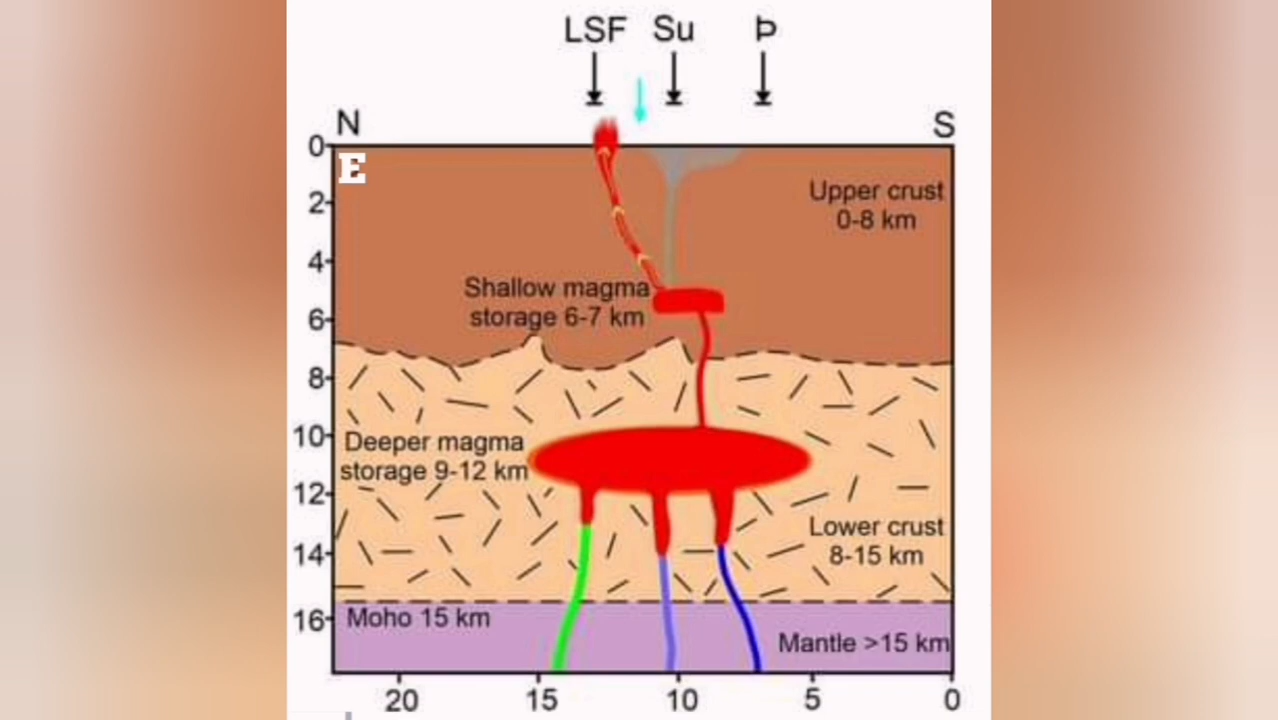 LSF Su Þ
N S
0
E
Upper crust
0-8 km
2
4
Shallow magma
storage 6-7 km
6
8
10
Deeper magma
storage 9-12 km
12
Lower crust
8-15 km
14
16
Moho 15 km
Mantle >15 km
20 15 10 5 0